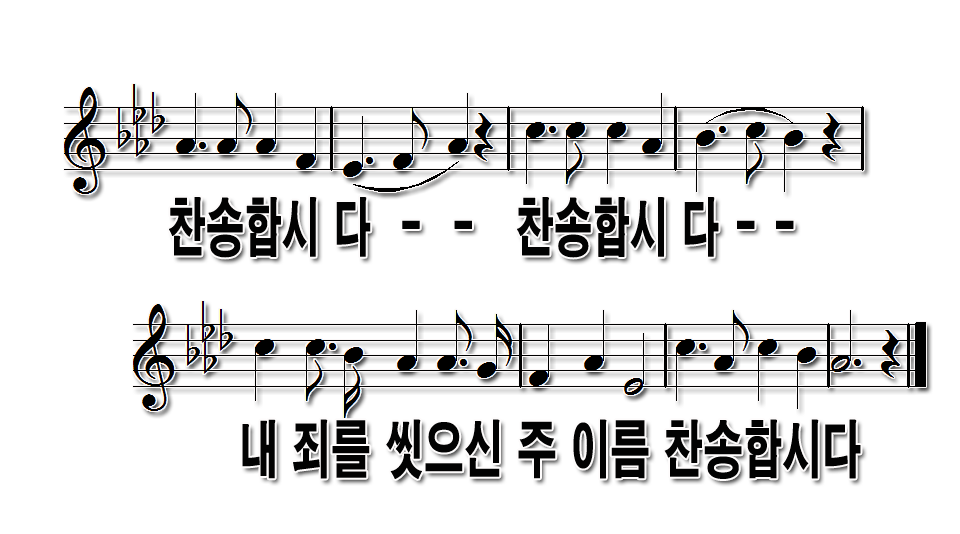 찬송합시 다 - - 찬송합시 다 - -
내 죄를 씻으신 주 이름 찬송합시다